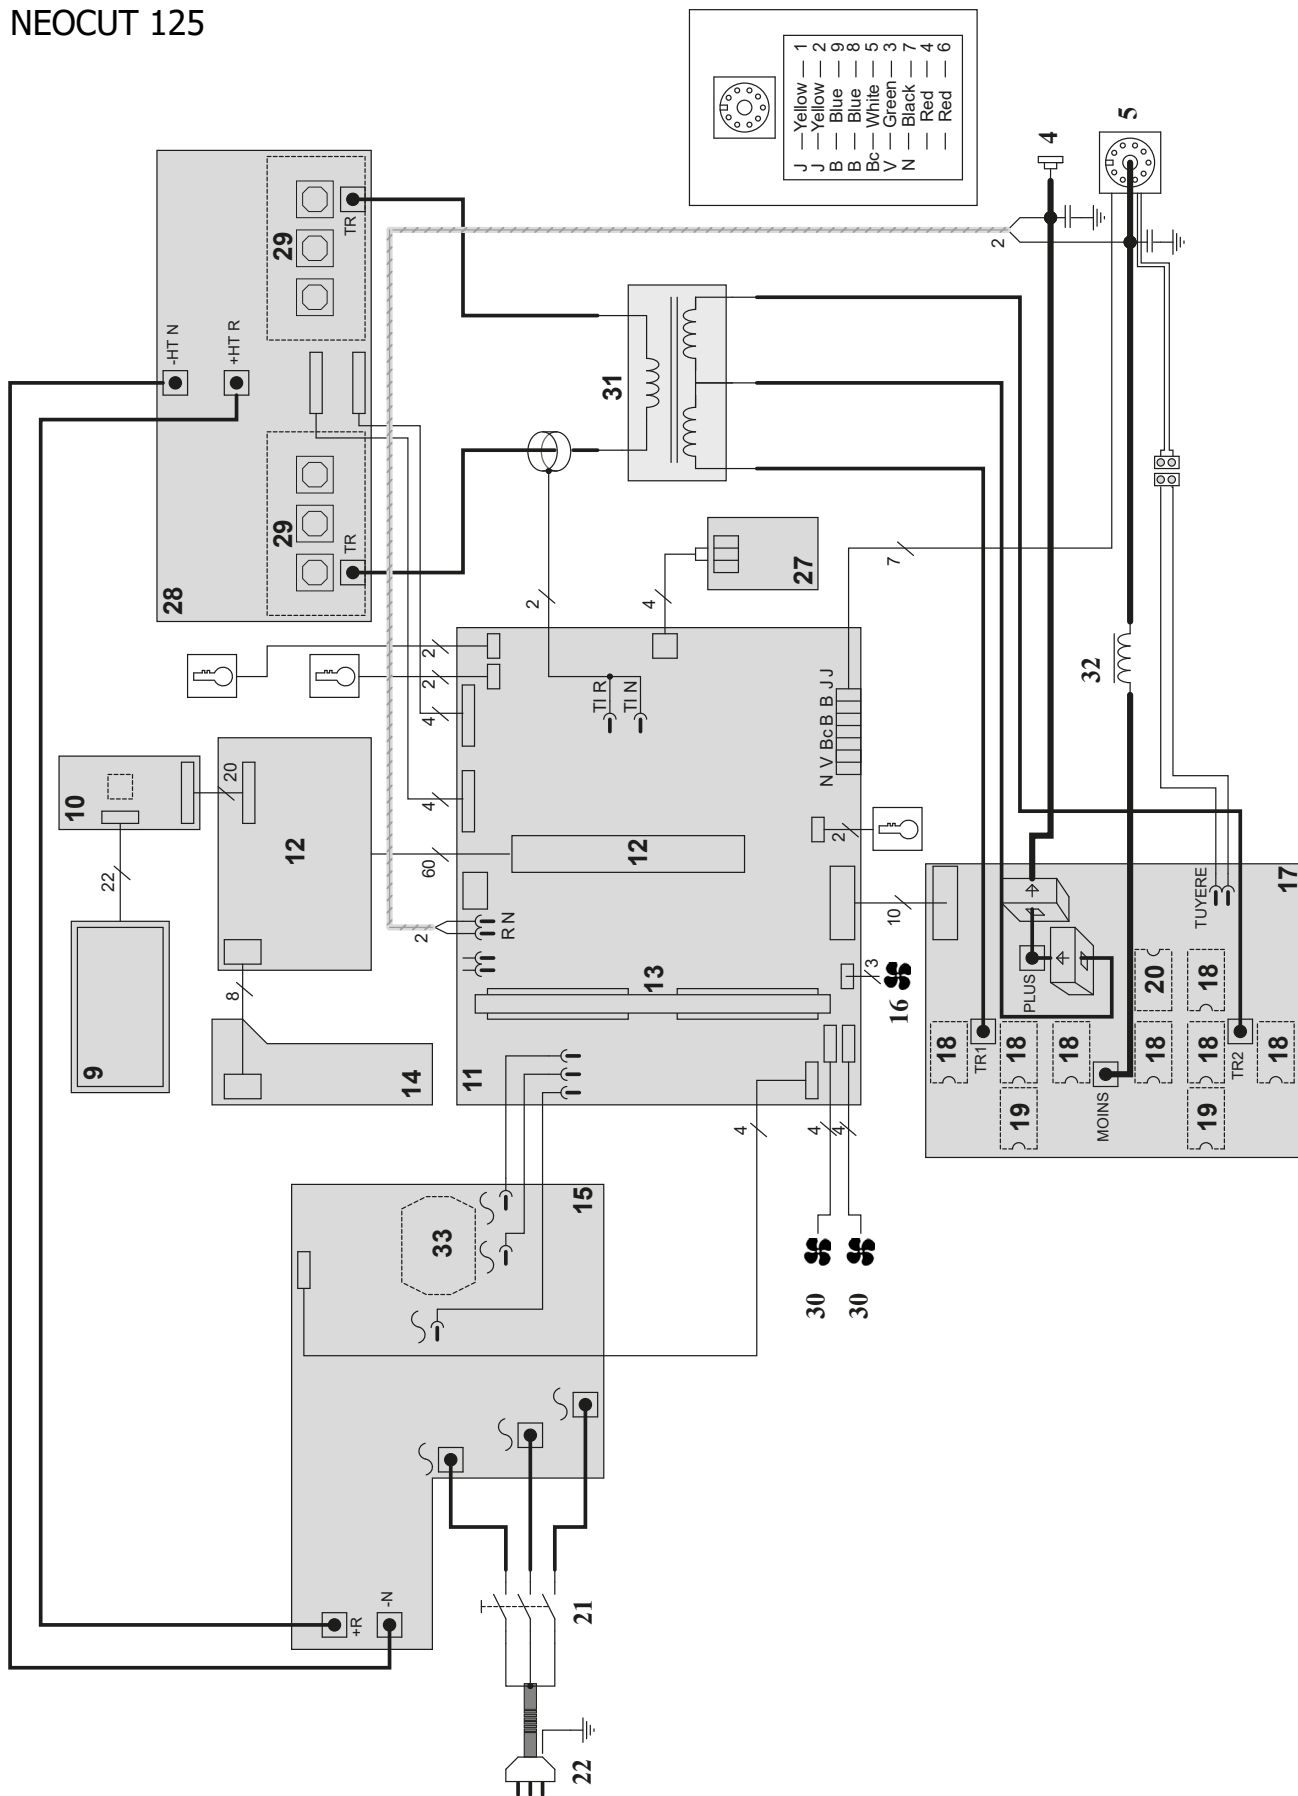 NEOCUT 125
J — Yellow — 1
J — Yellow — 2
B — Blue — 9
B — Blue — 8
Bc — White — 5
V — Green — 3
N — Black — 7
— Red — 4
— Red — 6
4
5
28
29
29
TR
TR
-HT N
+HT R
2
31
27
2
4
7
32
2
2
4
4
10
20
22
9
12
8
14
60
12
2
R N
TI R
TI N
N V Bc B B J J
2
13
11
10
3
16
17
TUYERE
PLUS
MOINS
TR1
TR2
18
18
18
18
18
18
18
19
19
20
4
4
4
30
30
15
33
+R
-N
21
22